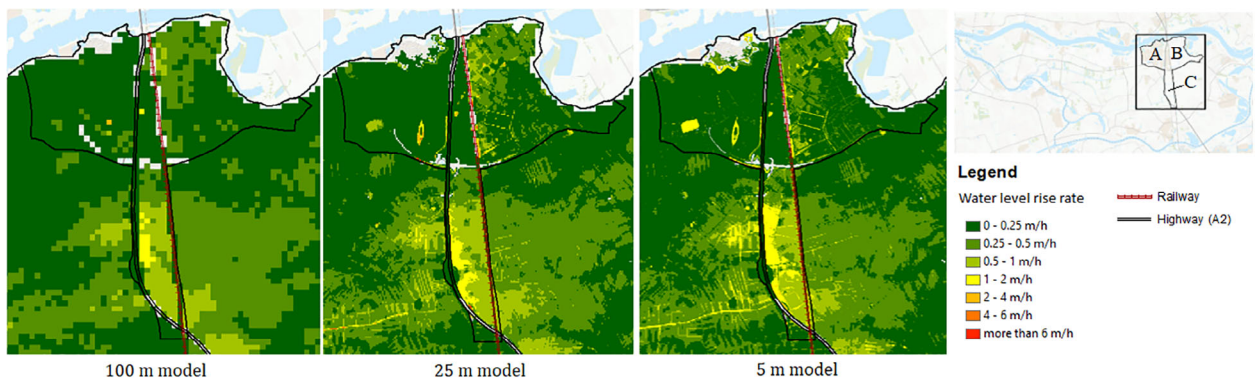 A B
C
Legend
Water level rise rate
0 - 0.25 m/h
0.25 - 0.5 m/h
0.5 - 1 m/h
1 - 2 m/h
2 - 4 m/h
4 - 6 m/h
more than 6 m/h
Railway
Highway (A2)
100 m model
25 m model
5 m model